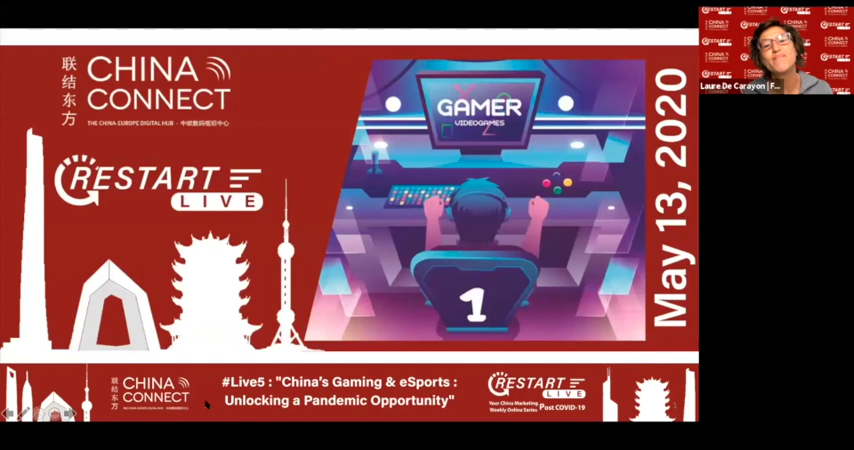 联结东方
CHINA
CONNECT
THE CHINA-EUROPE DIGITAL HUB · 中欧数码枢纽中心
RESTART
LIVE
GAMER
VIDEOGAMES
1
May 13, 2020
联结东方
CHINA
CONNECT
#Live5 : "China's Gaming & eSports :
Unlocking a Pandemic Opportunity"
RESTART
LIVE
Your China Marketing
Weekly Online Series
Post COVID-19
Laure De Carayon | F...